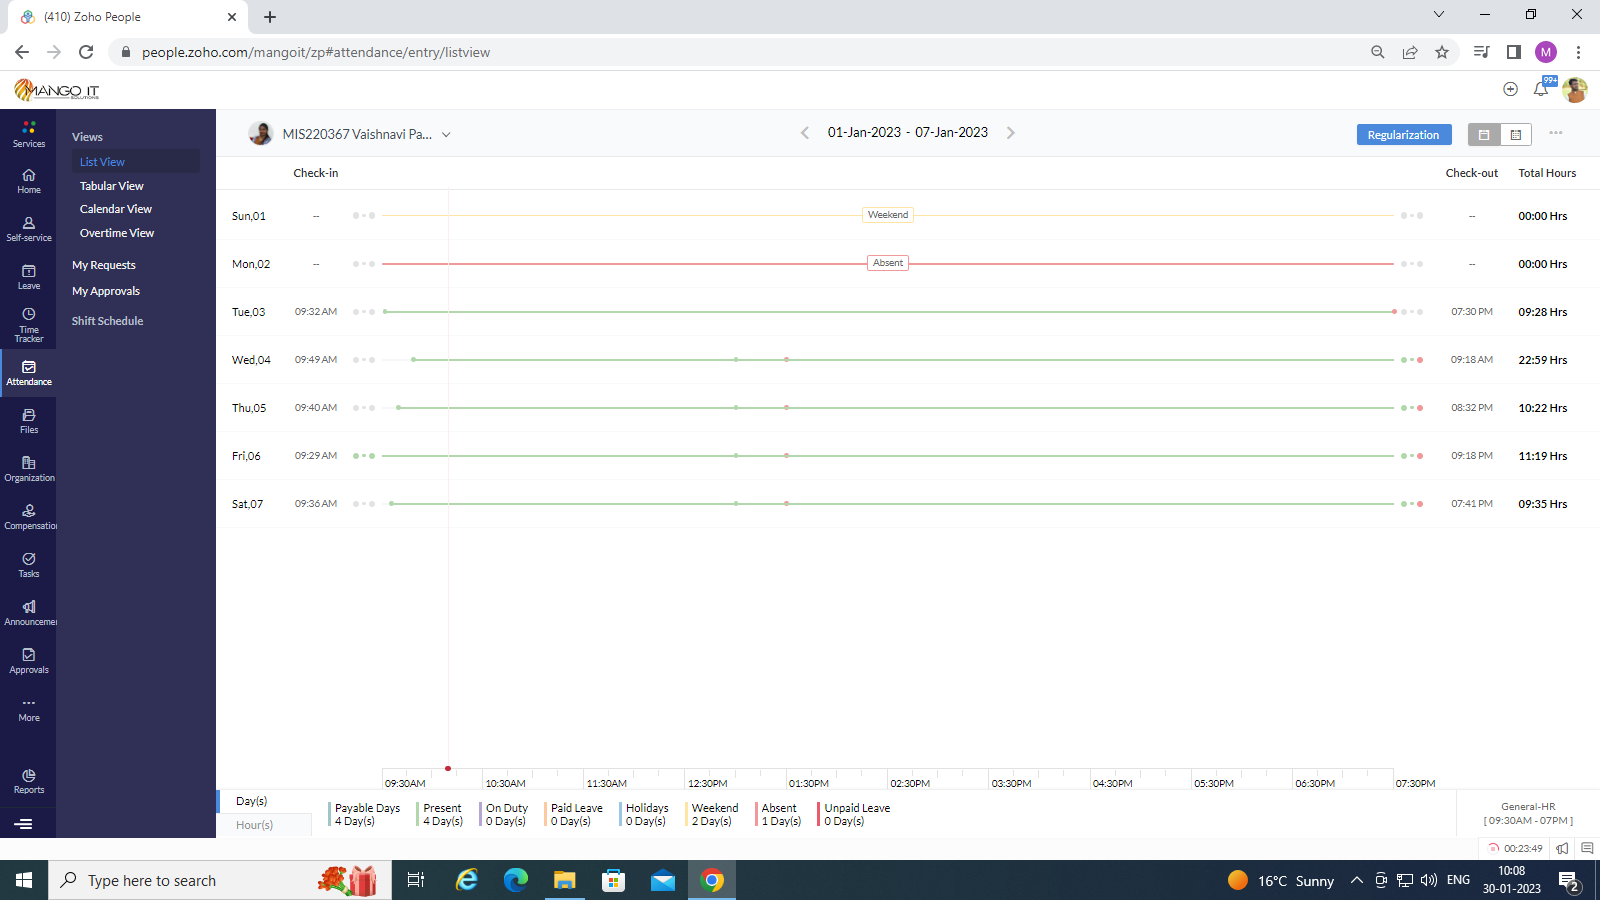 (410) Zoho People
people.zoho.com/mangoit/zp#attendance/entry/listview
M
MANGO IT
SOLUTIONS
99+
Services
Home
Self-service
Leave
Time
Tracker
Attendance
Files
Organization
Compensatio
Tasks
Announcemen
Approvals
More
Reports
Views
List View
Tabular View
Calendar View
Overtime View
My Requests
My Approvals
Shift Schedule
MIS220367 Vaishnavi Pa...
01-Jan-2023 - 07-Jan-2023
Regularization
Check-in Check-out Total Hours
Sun,01 -- Weekend -- 00:00 Hrs
Mon,02 -- Absent -- 00:00 Hrs
Tue,03 09:32 AM 07:30 PM 09:28 Hrs
Wed,04 09:49 AM 09:18 AM 22:59 Hrs
Thu,05 09:40 AM 08:32 PM 10:22 Hrs
Fri,06 09:29 AM 09:18 PM 11:19 Hrs
Sat,07 09:36 AM 07:41 PM 09:35 Hrs
09:30AM 10:30AM 11:30AM 12:30PM 01:30PM 02:30PM 03:30PM 04:30PM 05:30PM 06:30PM 07:30PM
Day(s)
Hour(s)
Payable Days Present On Duty Paid Leave Holidays Weekend Absent Unpaid Leave
4 Day(s) 4 Day(s) 0 Day(s) 0 Day(s) 0 Day(s) 2 Day(s) 1 Day(s) 0 Day(s)
General-HR
[ 09:30AM - 07PM ]
00:23:49
Type here to search
16°C Sunny
ENG
10:08
30-01-2023
2